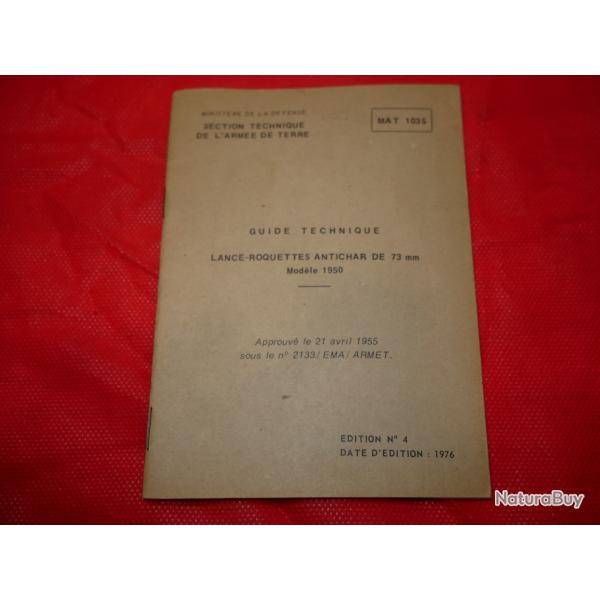 MINISTERE DE LA DEFENSE
SECTION TECHNIQUE
DE L'ARMEE DE TERRE
MAT 1035
GUIDE TECHNIQUE
LANCE-ROQUETTES ANTICHAR DE 73 mm
Modèle 1950
Approuvé le 21 avril 1955
sous le nº 2133/EMA/ARMET.
EDITION Nº 4
DATE D'EDITION : 1976
NaturaBuy